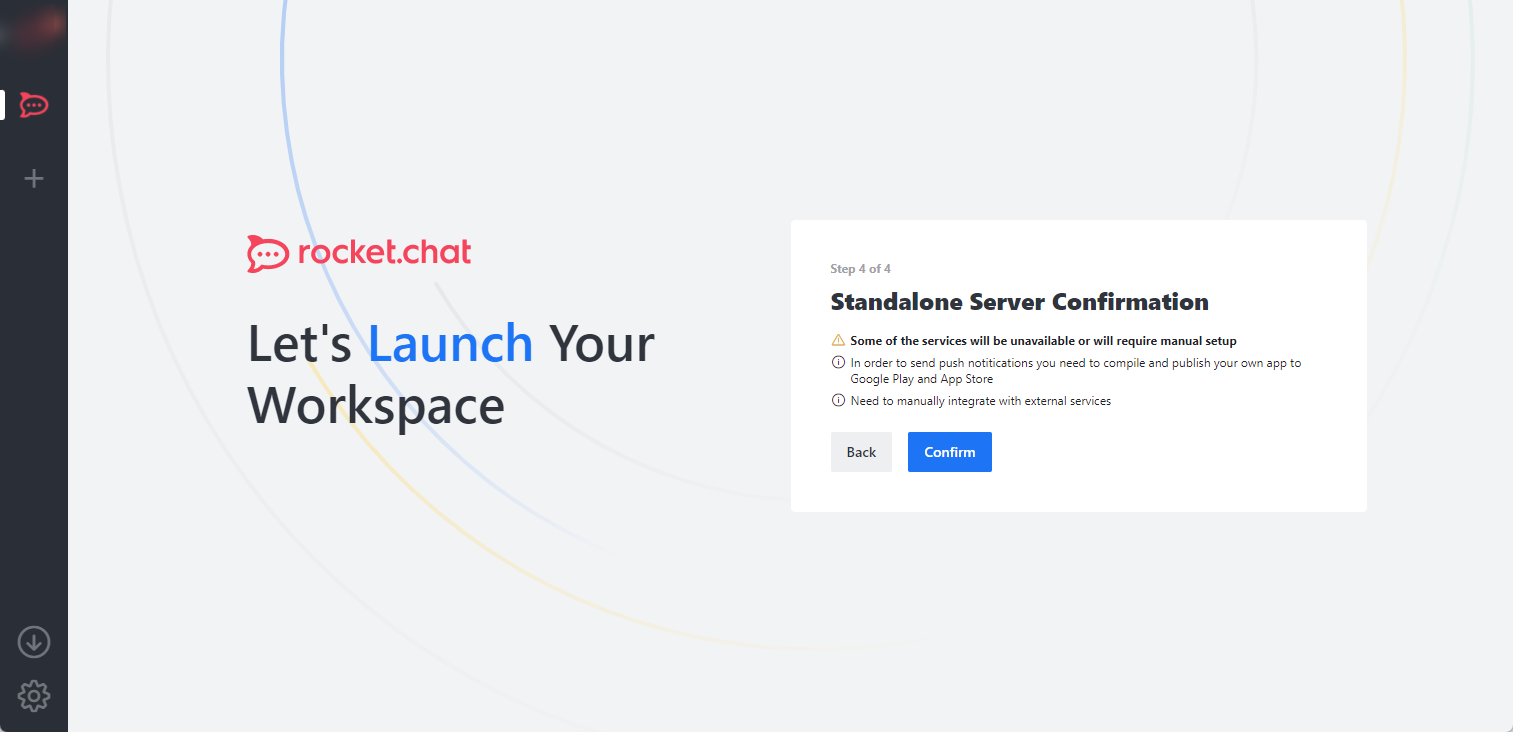 rocket.chat
Let's Launch Your
Workspace
Step 4 of 4
Standalone Server Confirmation
Some of the services will be unavailable or will require manual setup
In order to send push notitications you need to compile and publish your own app to
Google Play and App Store
Need to manually integrate with external services
Back
Confirm